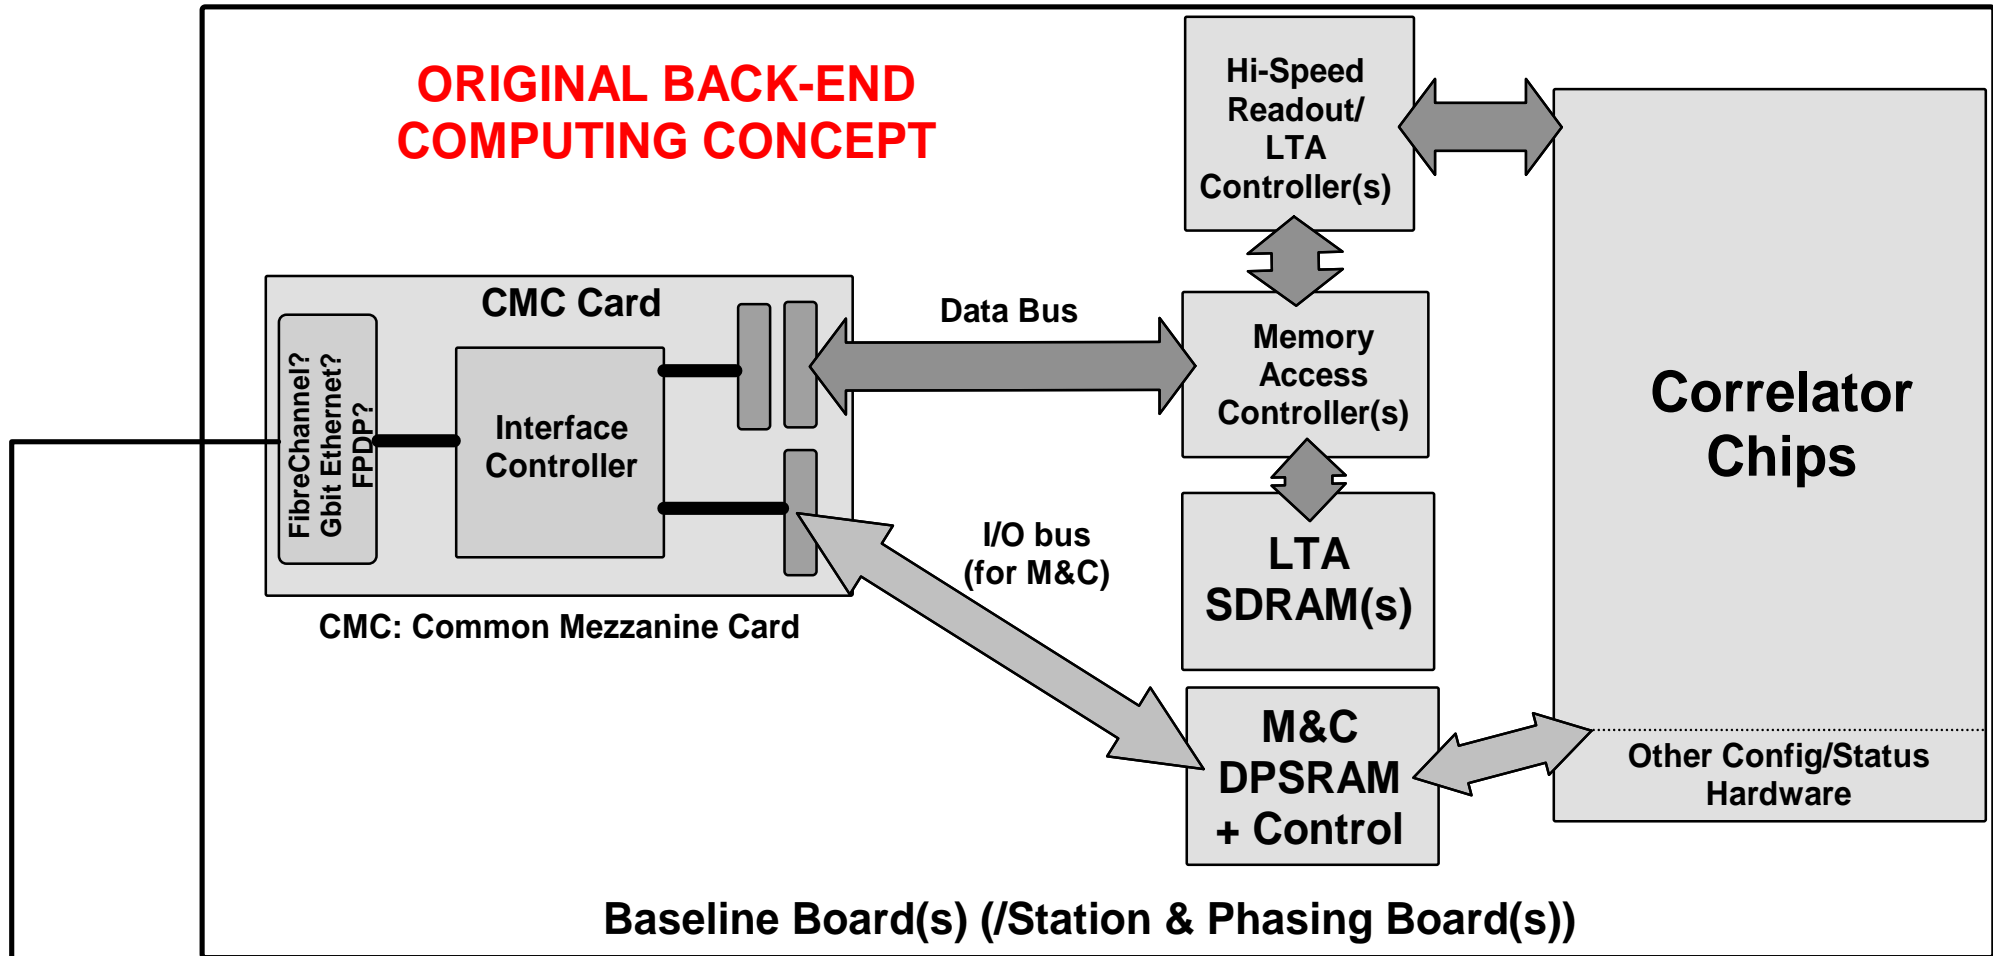 ORIGINAL BACK-END
COMPUTING CONCEPT
Hi-Speed
Readout/
LTA
Controller(s)
CMC Card
FibreChannel?
Gbit Ethernet?
FPDP?
Interface
Controller
Data Bus
Memory
Access
Controller(s)
Correlator
Chips
I/O bus
(for M&C)
LTA
SDRAM(s)
CMC: Common Mezzanine Card
M&C
DPSRAM
+ Control
Other Config/Status
Hardware
Baseline Board(s) (/Station & Phasing Board(s))